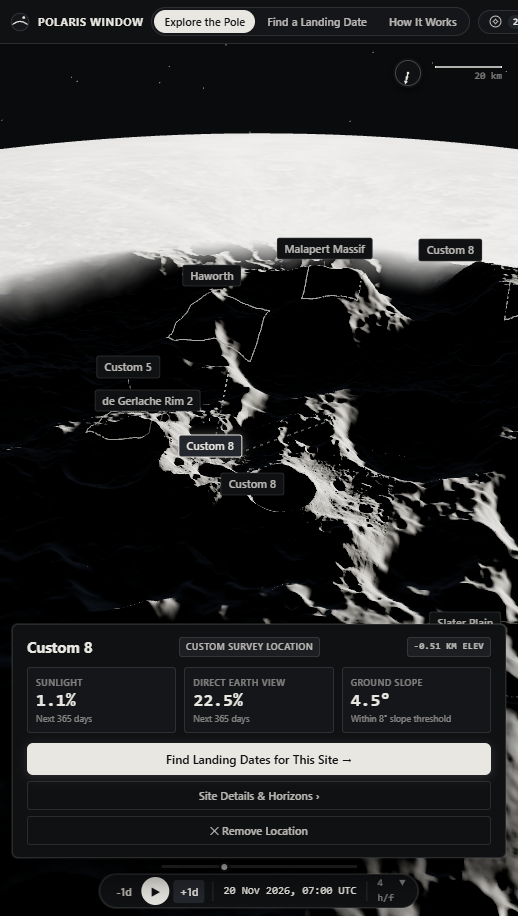 POLARIS WINDOW Explore the Pole Find a Landing Date How It Works
20 km
Malapert Massif
Custom 8
Haworth
Custom 5
de Gerlache Rim 2
Custom 8
Custom 8
Custom 8 CUSTOM SURVEY LOCATION -0.51 KM ELEV
SUNLIGHT DIRECT EARTH VIEW GROUND SLOPE
1.1% 22.5% 4.5°
Next 365 days Next 365 days Within 8° slope threshold
Find Landing Dates for This Site →
Site Details & Horizons ›
✕ Remove Location
-1d +1d 20 Nov 2026, 07:00 UTC 4 h/f